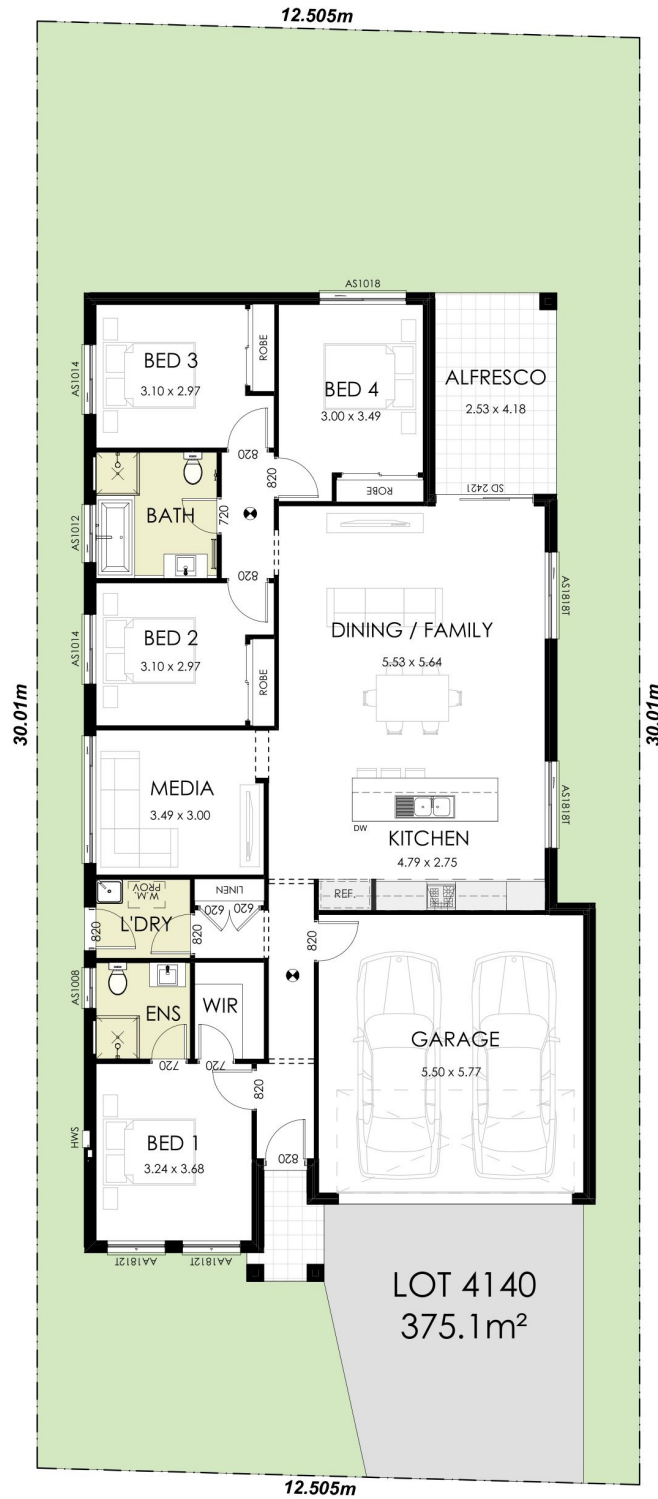 12.505m
AS1018
BED 3
3.10 x 2.97
ROBE
AS1014
BED 4
3.00 x 3.49
ROBE
ALFRESCO
2.53 x 4.18
SD 2421
820
820
BATH
720
AS1012
820
BED 2
3.10 x 2.97
ROBE
AS1014
DINING / FAMILY
5.53 x 5.64
AS1818T
30.01m
30.01m
MEDIA
3.49 x 3.00
AS1818T
DW
KITCHEN
4.79 x 2.75
REF.
W.M.
PROV
L'DRY
820
820
LINEN
620
620
820
AS1008
ENS
WIR
720
720
820
GARAGE
5.50 x 5.77
HWS
BED 1
3.24 x 3.68
820
AA1812T
AA1812T
LOT 4140
375.1m²
12.505m